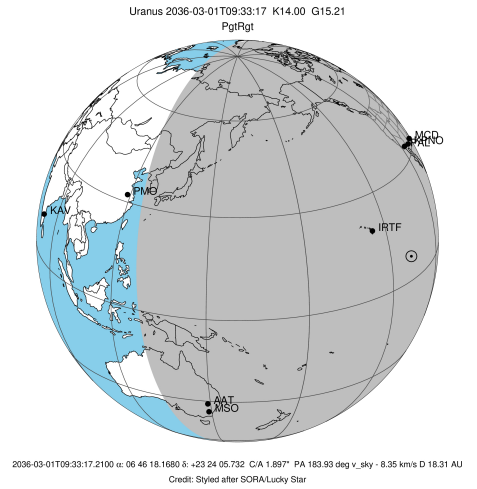 Uranus 2036-03-01T09:33:17 K14.00 G15.21
PgtRgt
MCD
KPNO
PAL
PMO
KAV
IRTF
AAT
MSO
2036-03-01T09:33:17.2100 α: 06 46 18.1680 δ: +23 24 05.732 C/A 1.897" PA 183.93 deg v_sky - 8.35 km/s D 18.31 AU
Credit: Styled after SORA/Lucky Star